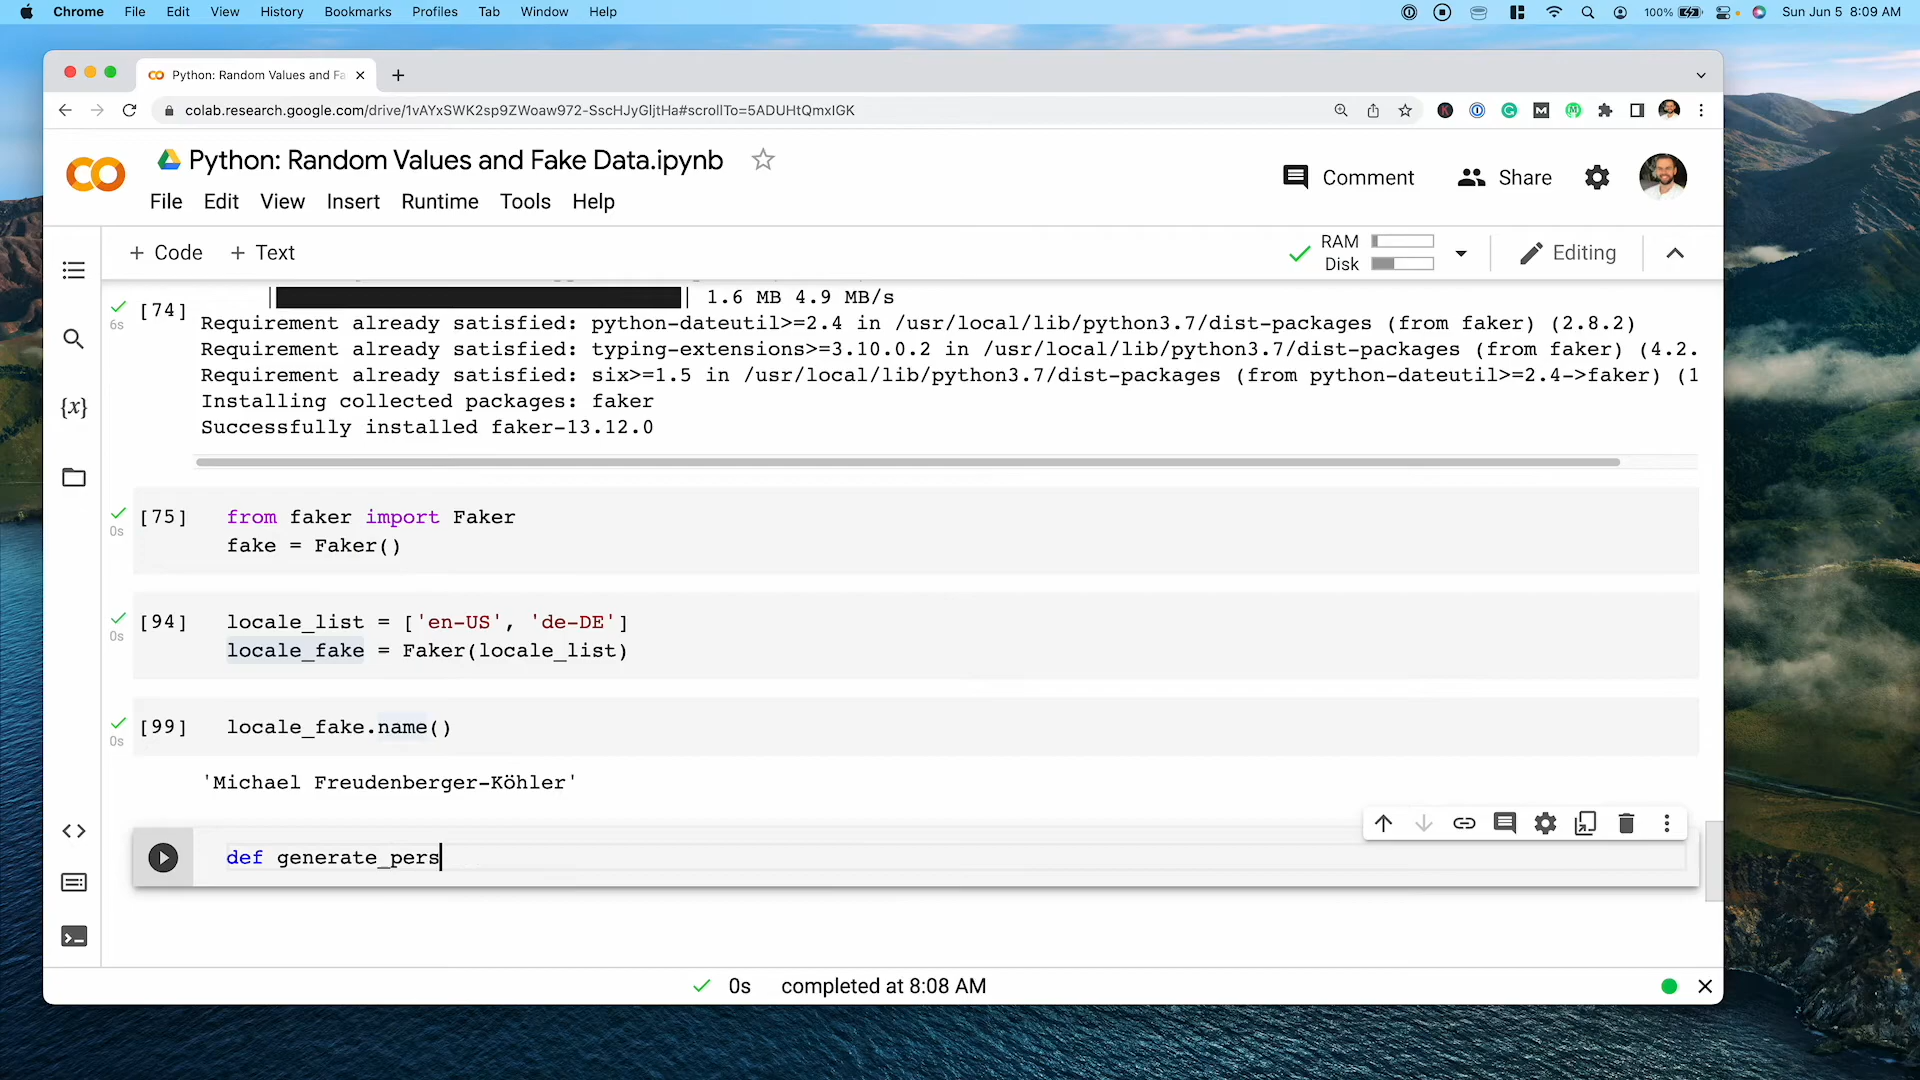 Chrome File Edit View History Bookmarks Profiles Tab Window Help 100% Sun Jun 5 8:09 AM
Python: Random Values and Fa
colab.research.google.com/drive/1vAYxSWK2sp9ZWoaw972-SscHJyGljtHa#scrollTo=5ADUHtQmxIGK
CO Python: Random Values and Fake Data.ipynb
Comment Share
File Edit View Insert Runtime Tools Help
+ Code + Text RAM Disk Editing
1.6 MB 4.9 MB/s
[74]
6s
Requirement already satisfied: python-dateutil>=2.4 in /usr/local/lib/python3.7/dist-packages (from faker) (2.8.2)
Requirement already satisfied: typing-extensions>=3.10.0.2 in /usr/local/lib/python3.7/dist-packages (from faker) (4.2.
Requirement already satisfied: six>=1.5 in /usr/local/lib/python3.7/dist-packages (from python-dateutil>=2.4->faker) (1
Installing collected packages: faker
Successfully installed faker-13.12.0
[75] from faker import Faker
0s
fake = Faker()
[94] locale_list = ['en-US', 'de-DE']
0s
locale_fake = Faker(locale_list)
[99] locale_fake.name()
0s
'Michael Freudenberger-Köhler'
def generate_pers
0s completed at 8:08 AM